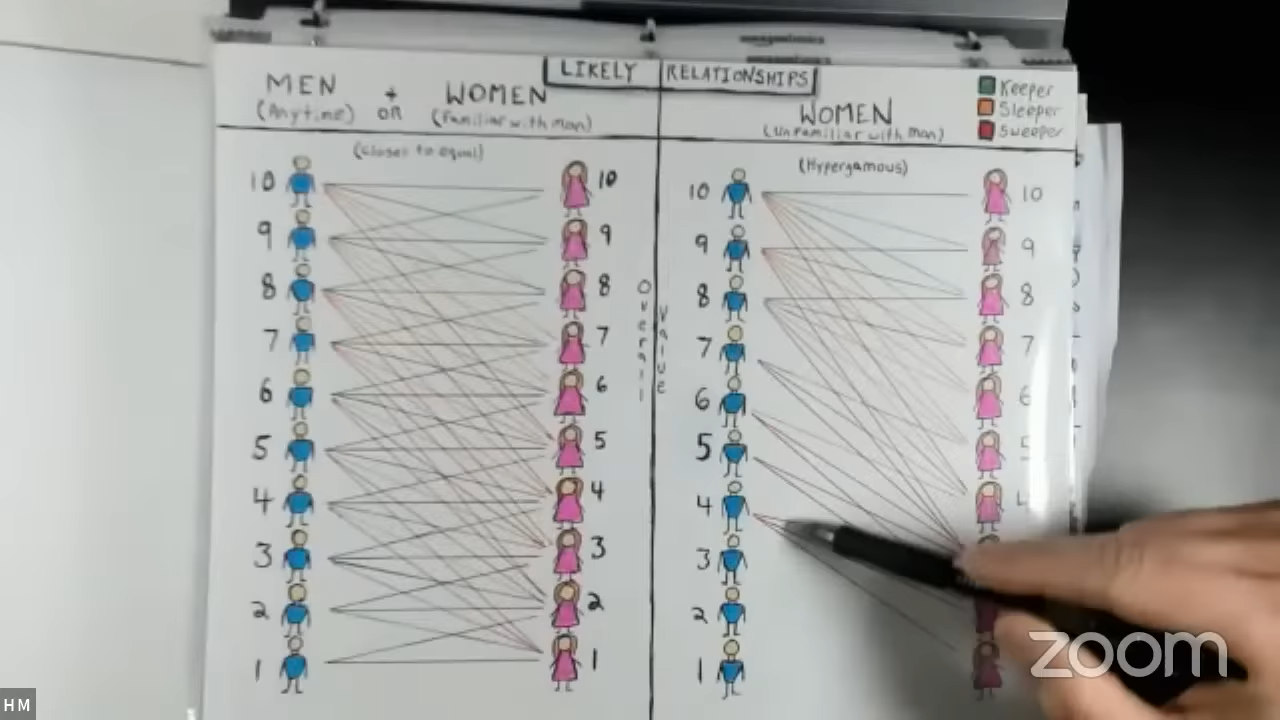 LIKELY RELATIONSHIPS
MEN + OR WOMEN
(Anytime) (Familiar with man)
(closer to equal)
10 10
9 9
8 8
7 7
6 6
5 5
4 4
3 3
2 2
1 1
Overall
Value
WOMEN
(Unfamiliar with man)
(Hypergamous)
10 10
9 9
8 8
7 7
6 6
5
4
3
2
1
Keeper
Sleeper
Sweeper
HM
zoom